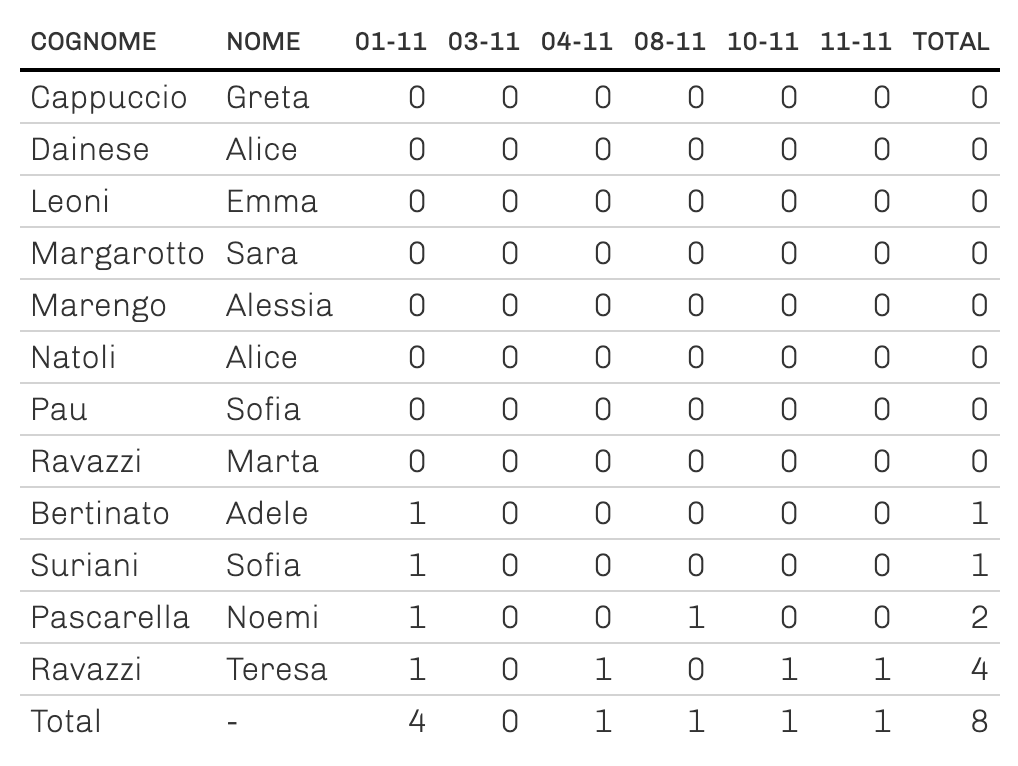 COGNOME NOME 01-11 03-11 04-11 08-11 10-11 11-11 TOTAL
Cappuccio Greta 0 0 0 0 0 0 0
Dainese Alice 0 0 0 0 0 0 0
Leoni Emma 0 0 0 0 0 0 0
Margarotto Sara 0 0 0 0 0 0 0
Marengo Alessia 0 0 0 0 0 0 0
Natoli Alice 0 0 0 0 0 0 0
Pau Sofia 0 0 0 0 0 0 0
Ravazzi Marta 0 0 0 0 0 0 0
Bertinato Adele 1 0 0 0 0 0 1
Suriani Sofia 1 0 0 0 0 0 1
Pascarella Noemi 1 0 0 1 0 0 2
Ravazzi Teresa 1 0 1 0 1 1 4
Total - 4 0 1 1 1 1 8